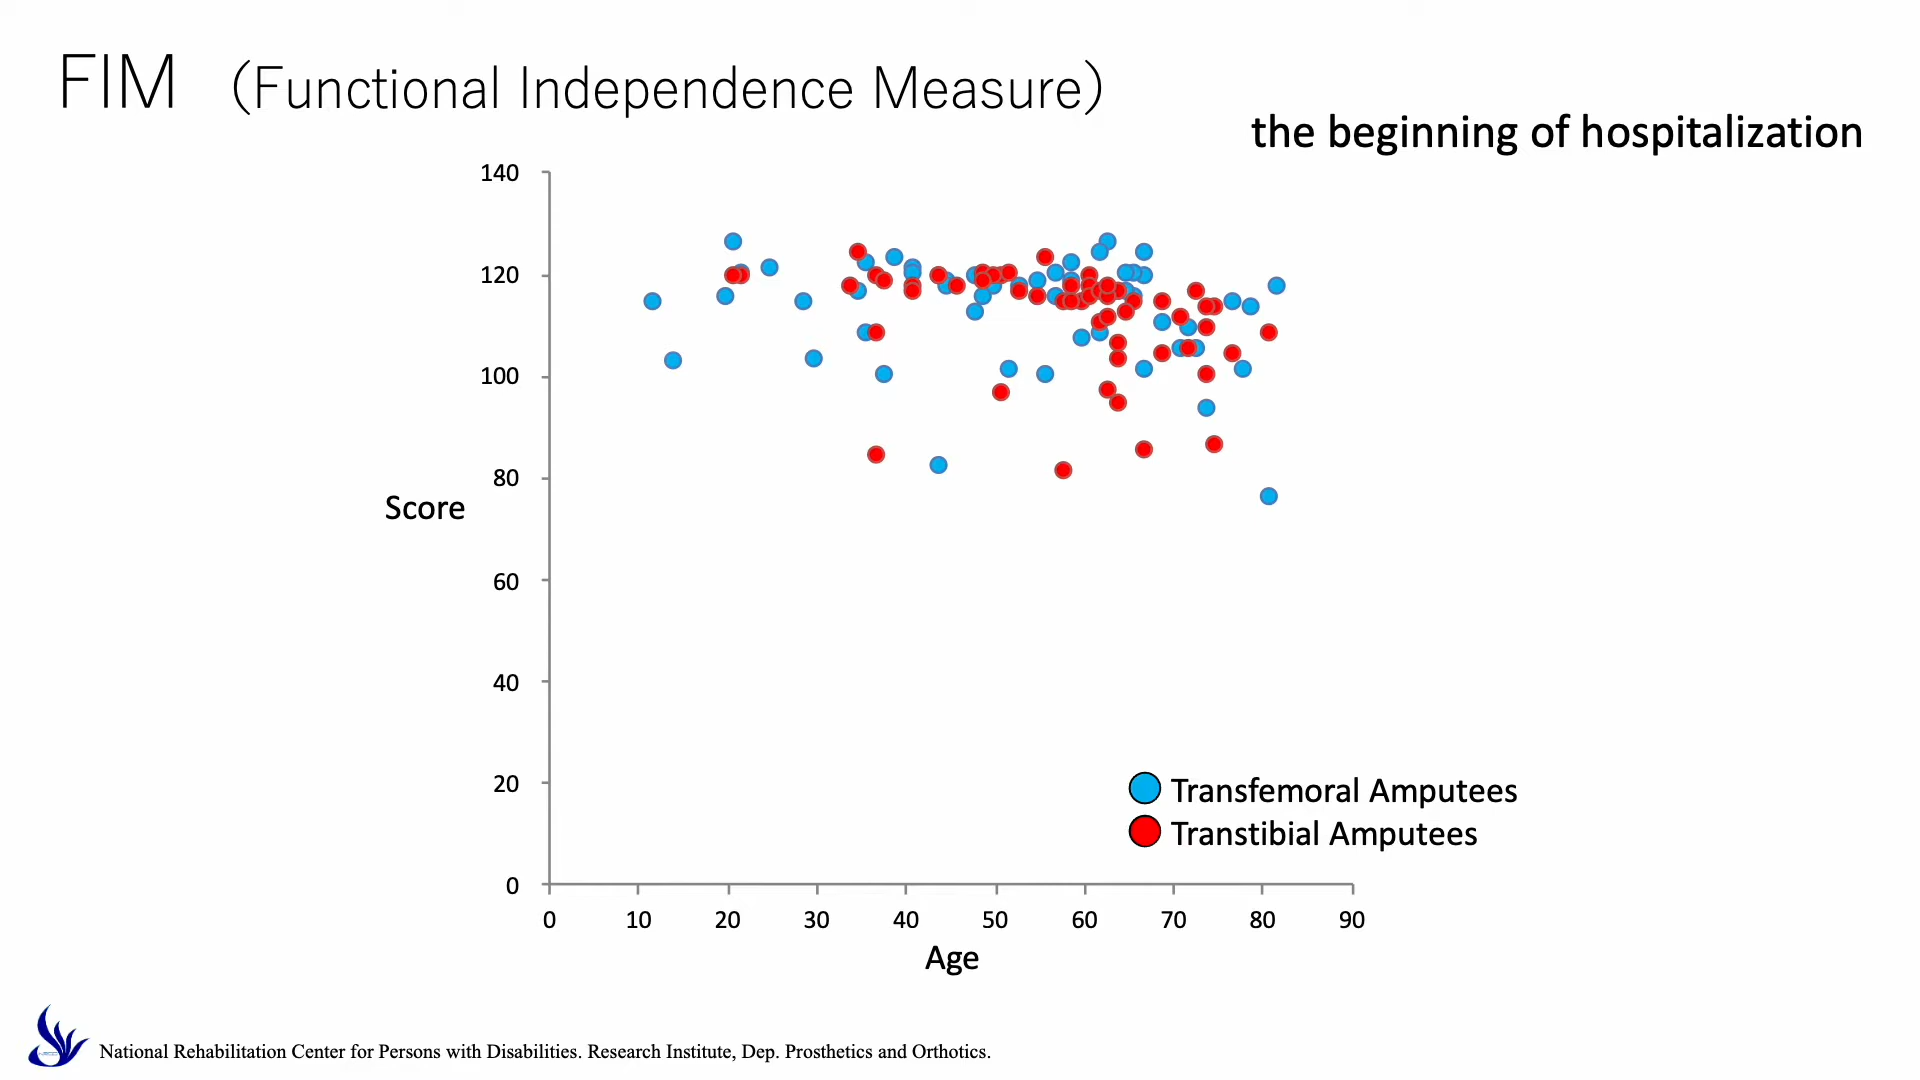 FIM (Functional Independence Measure)
the beginning of hospitalization
140
120
100
80
Score
60
40
20
0
Transfemoral Amputees
Transtibial Amputees
0 10 20 30 40 50 60 70 80 90
Age
National Rehabilitation Center for Persons with Disabilities. Research Institute, Dep. Prosthetics and Orthotics.